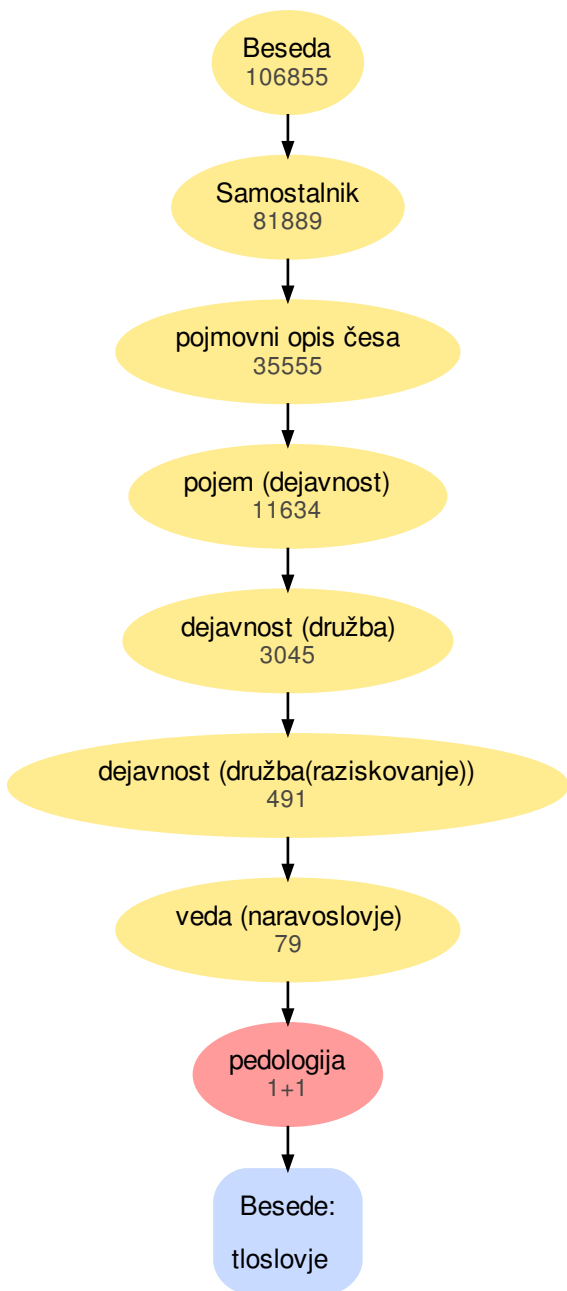 Beseda
106855
Samostalnik
81889
pojmovni opis česa
35555
pojem (dejavnost)
11634
dejavnost (družba)
3045
dejavnost (družba(raziskovanje))
491
veda (naravoslovje)
79
pedologija
1+1
Besede:
tloslovje